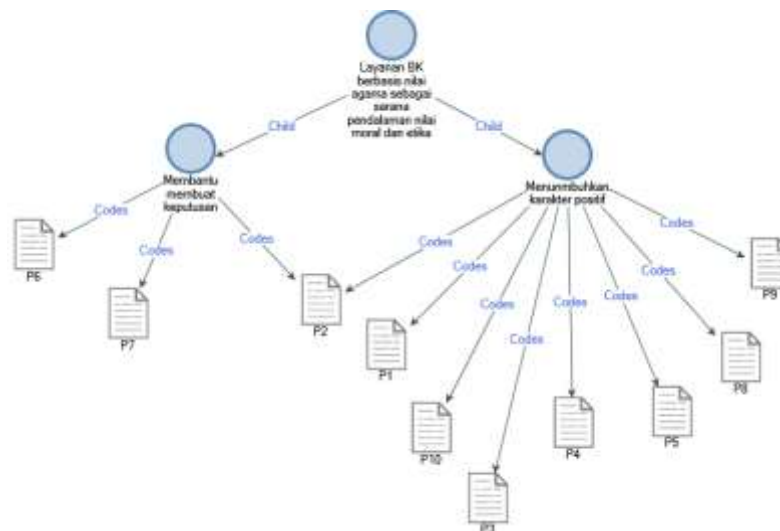 Layanan BK
berbasis nilai
agama sebagai
sarana
pendalaman nilai
moral dan etika
Child
Child
Membantu
membuat
keputusan
Menunmbuhkan
karakter positif
Codes
Codes
Codes
Codes
Codes
Codes
Codes
Codes
Codes
Codes
Codes
P6
P7
P2
P1
P10
P3
P4
P5
P8
P9